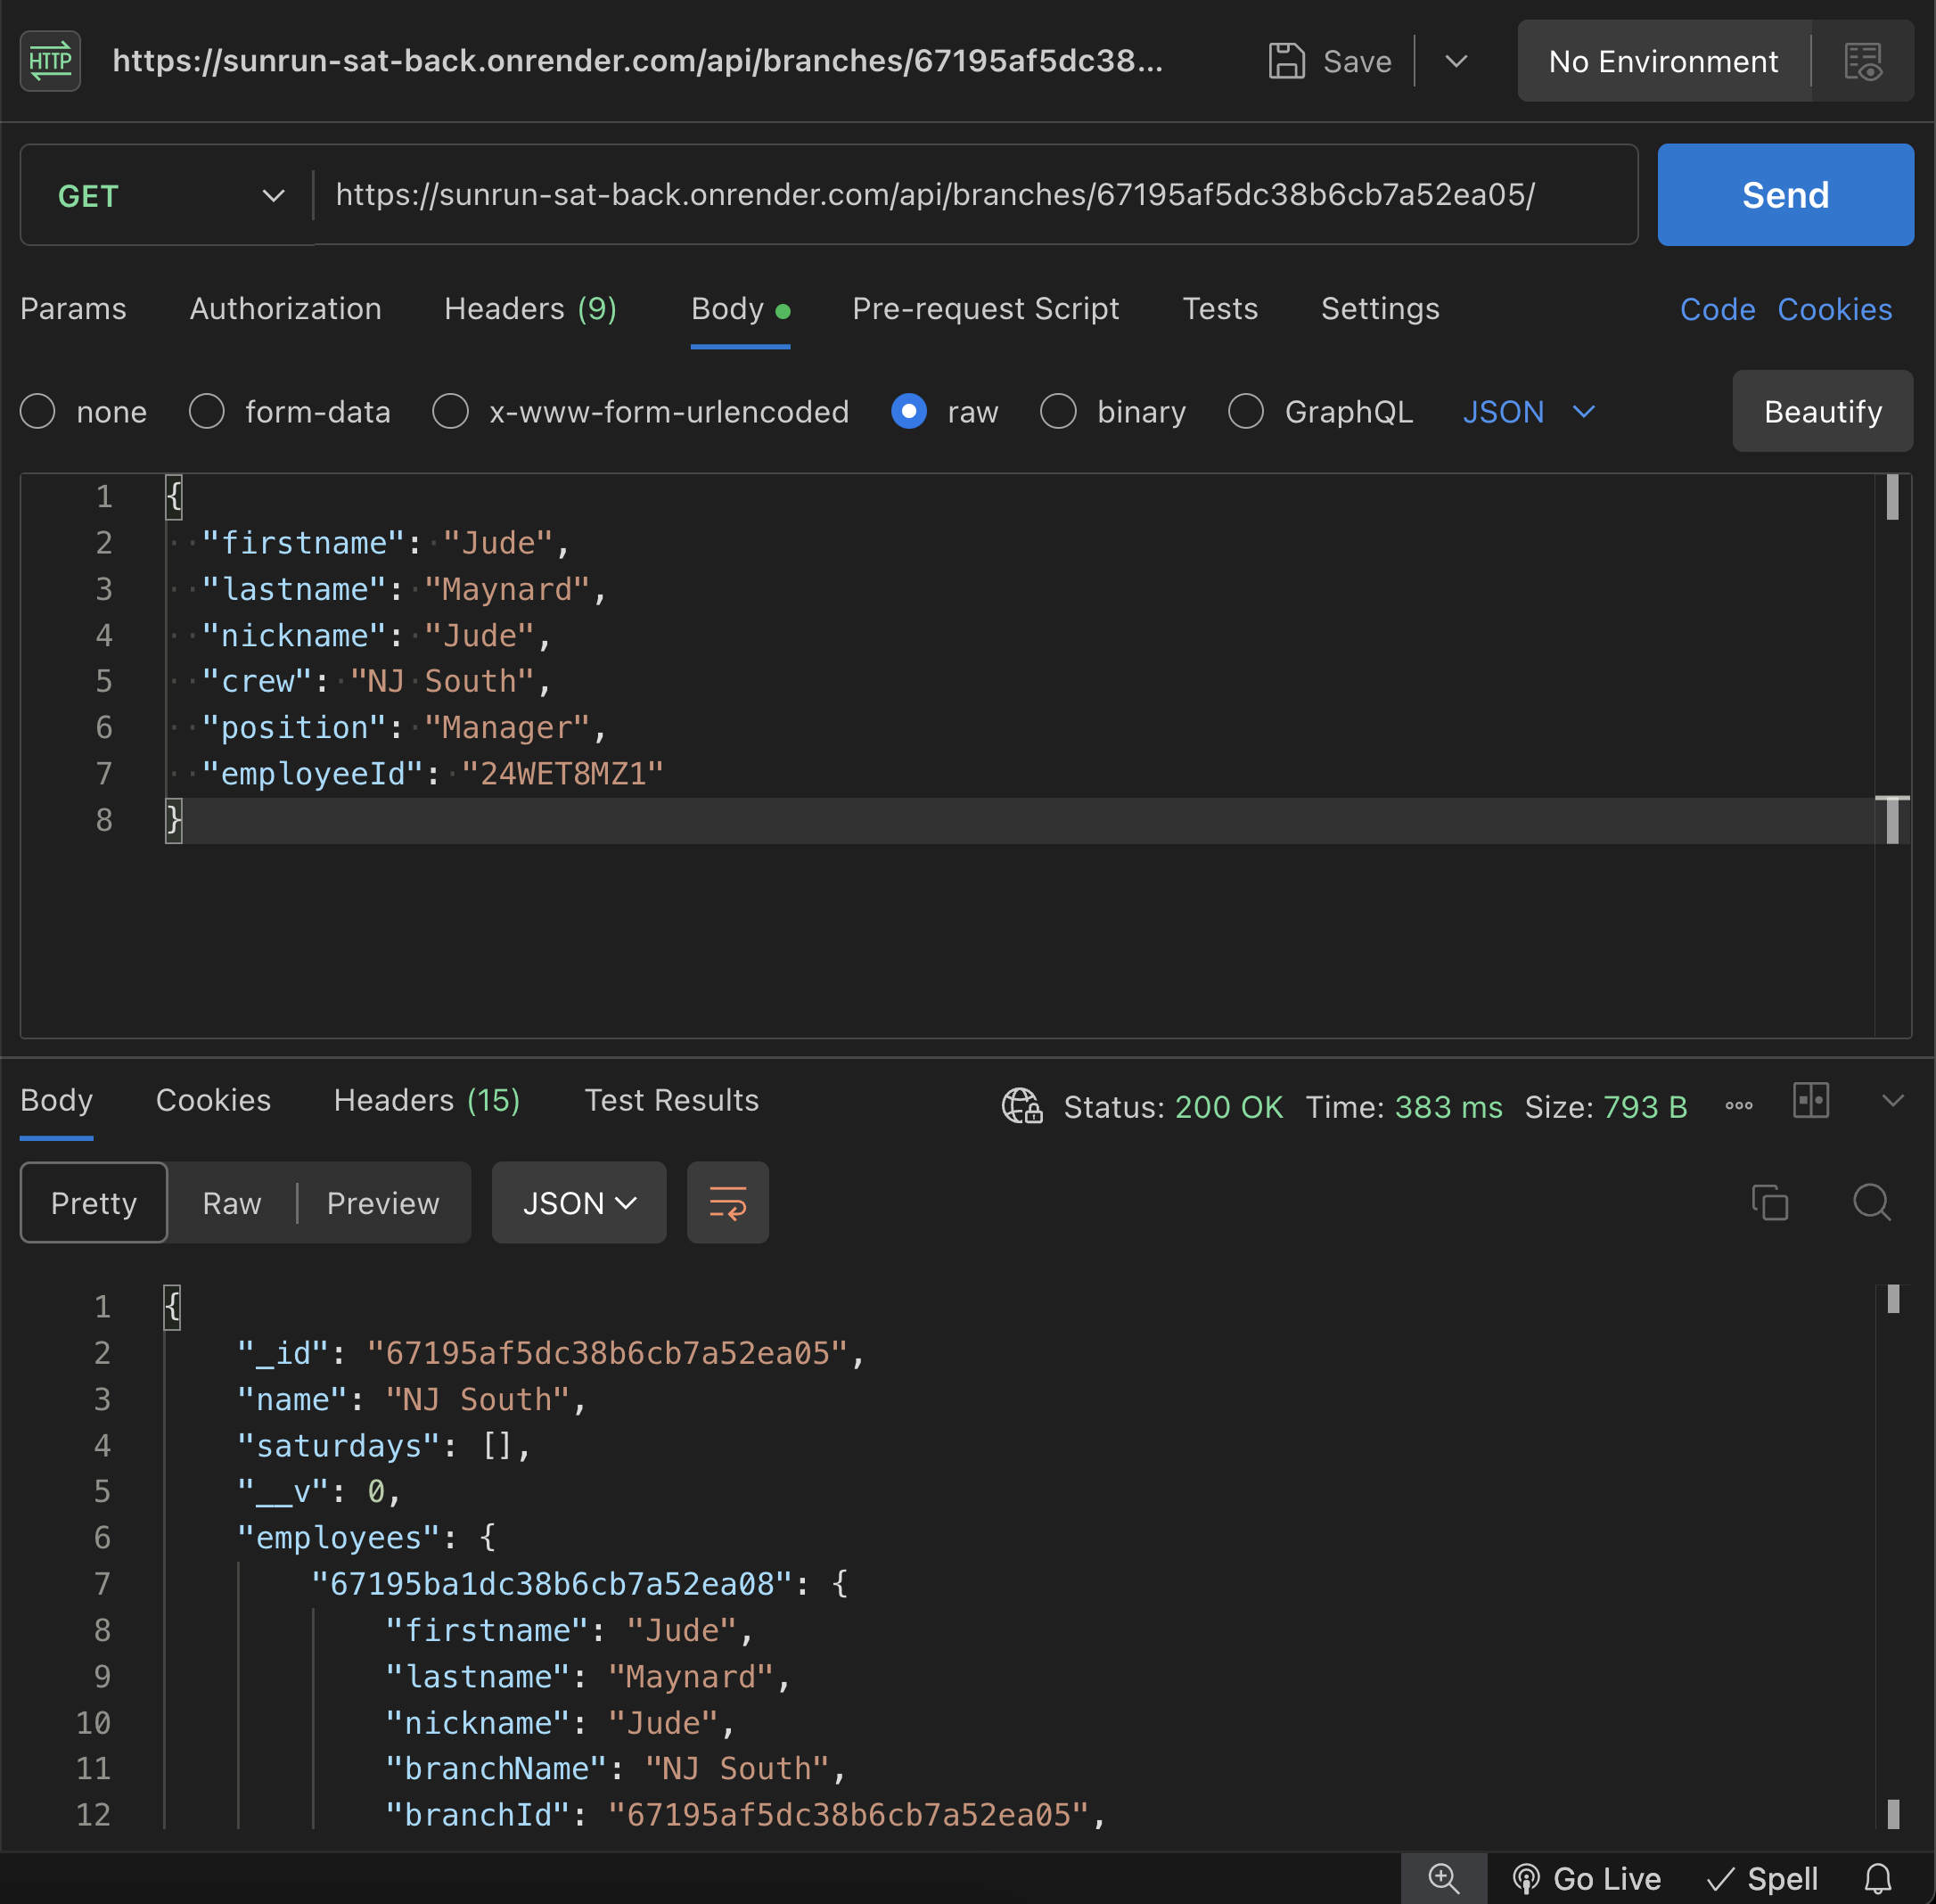 HTTP https://sunrun-sat-back.onrender.com/api/branches/67195af5dc38... Save No Environment
GET https://sunrun-sat-back.onrender.com/api/branches/67195af5dc38b6cb7a52ea05/ Send
Params Authorization Headers (9) Body Pre-request Script Tests Settings Code Cookies
none form-data x-www-form-urlencoded raw binary GraphQL JSON Beautify
1 {
2 "firstname": "Jude",
3 "lastname": "Maynard",
4 "nickname": "Jude",
5 "crew": "NJ South",
6 "position": "Manager",
7 "employeeId": "24WET8MZ1"
8 }
Body Cookies Headers (15) Test Results Status: 200 OK Time: 383 ms Size: 793 B
Pretty Raw Preview JSON
1 {
2 "_id": "67195af5dc38b6cb7a52ea05",
3 "name": "NJ South",
4 "saturdays": [],
5 "__v": 0,
6 "employees": {
7 "67195ba1dc38b6cb7a52ea08": {
8 "firstname": "Jude",
9 "lastname": "Maynard",
10 "nickname": "Jude",
11 "branchName": "NJ South",
12 "branchId": "67195af5dc38b6cb7a52ea05",
Go Live Spell